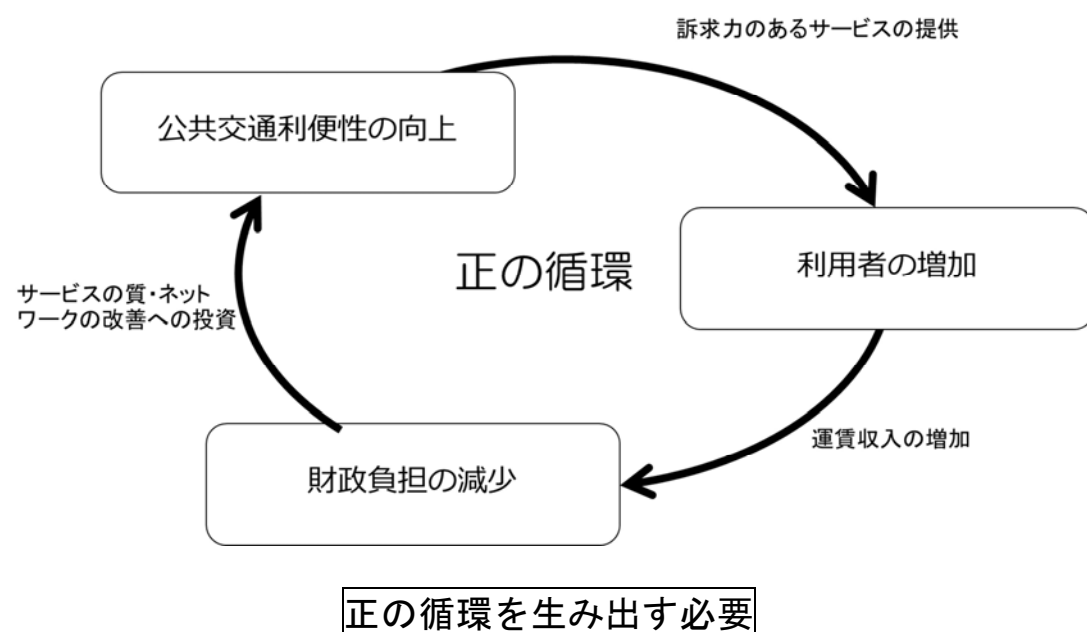 訴求力のあるサービスの提供
公共交通利便性の向上
利用者の増加
正の循環
サービスの質・ネット
ワークの改善への投資
運賃収入の増加
財政負担の減少
正の循環を生み出す必要